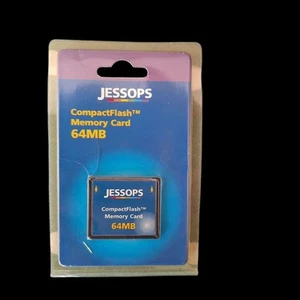 JESSOPS
CompactFlash™
Memory Card
64MB
JESSOPS
CompactFlash™
Memory Card
64MB